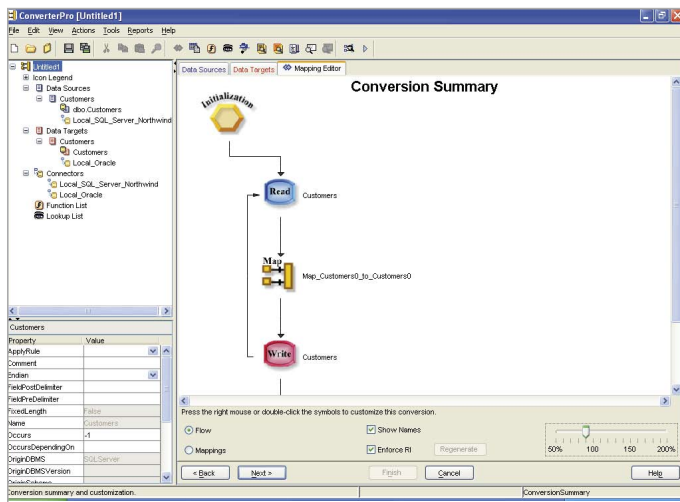 ConverterPro [Untitled1]
File Edit View Actions Tools Reports Help
Untitled1
Icon Legend
Data Sources
Customers
dbo.Customers
Local_SQL_Server_Northwind
Data Targets
Customers
Customers
Local_Oracle
Connectors
Local_SQL_Server_Northwind
Local_Oracle
Function List
Lookup List
Data Sources Data Targets Mapping Editor
Conversion Summary
Initialization
Read Customers
Map Map_Customers0_to_Customers0
Write Customers
Customers
Property Value
ApplyRule
Comment
Endian
FieldPostDelimiter
FieldPreDelimiter
FixedLength False
Name Customers
Occurs -1
OccursDependingOn
OriginDBMS SQLServer
OriginDBMSVersion
OriginSchema
Press the right mouse or double-click the symbols to customize this conversion.
Flow Show Names
Mappings Enforce RI Regenerate
50% 100 150 200%
< Back Next > Finish Cancel Help
Conversion summary and customization. ConversionSummary